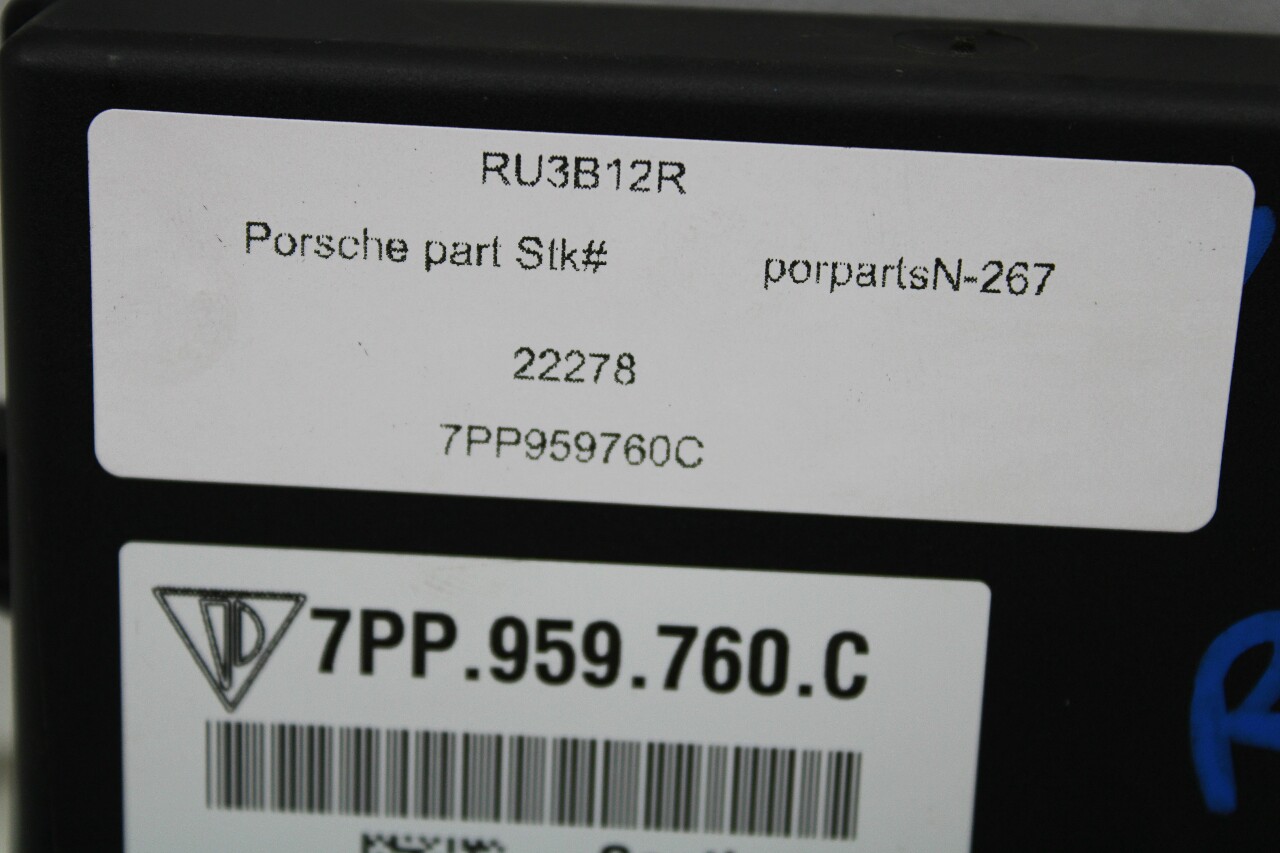 RU3B12R
Porsche part Stk# porpartsN-267
22278
7PP959760C
7PP.959.760.C
R